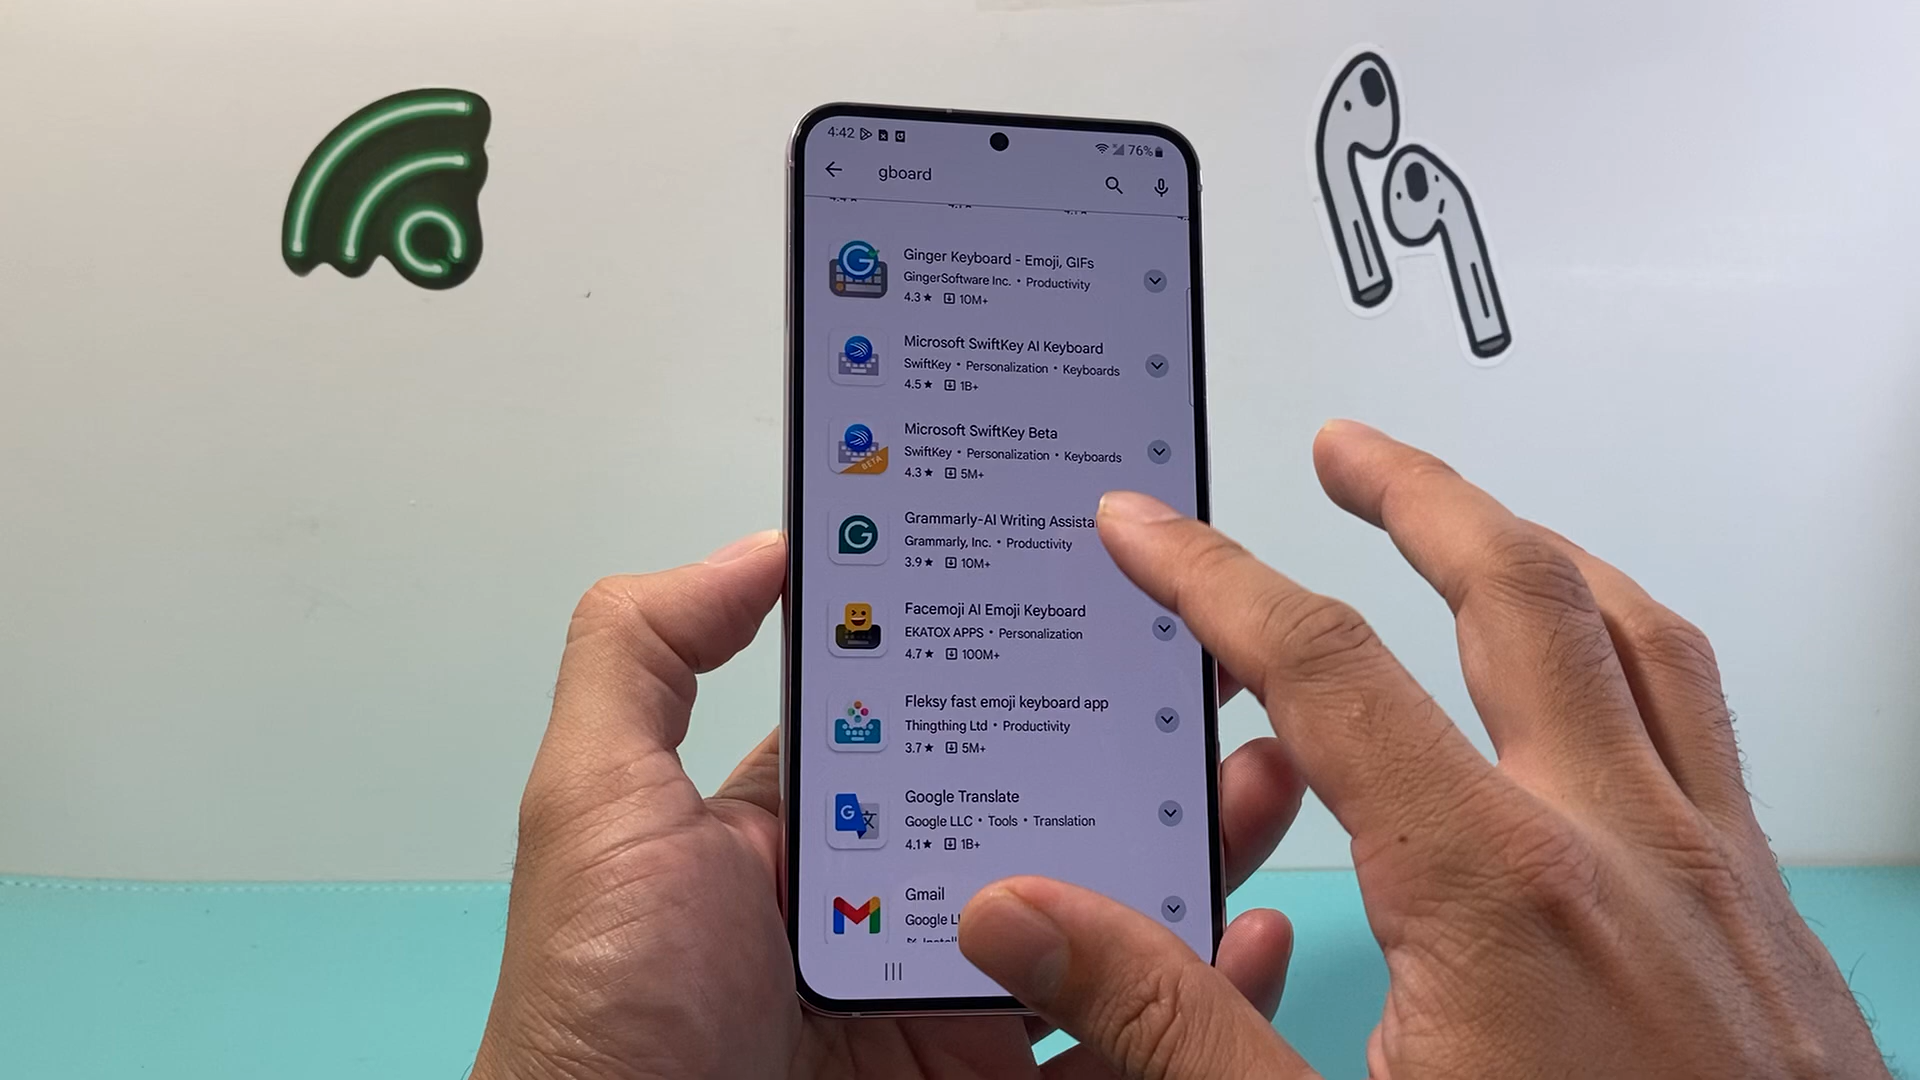 4:42 76%
gboard
Ginger Keyboard - Emoji, GIFs
GingerSoftware Inc. • Productivity
4.3★ 10M+
Microsoft SwiftKey AI Keyboard
SwiftKey • Personalization • Keyboards
4.5★ 1B+
Microsoft SwiftKey Beta
SwiftKey • Personalization • Keyboards
4.3★ 5M+
BETA
Grammarly-AI Writing
Grammarly, Inc. • Productivity
3.9★ 10M+
Facemoji AI Emoji Keyboard
EKATOX APPS • Personalization
4.7★ 100M+
Fleksy fast emoji keyboard app
Thingthing Ltd • Productivity
3.7★ 5M+
Google Translate
Google LLC • Tools • Translation
4.1★ 1B+
Gmail
Google